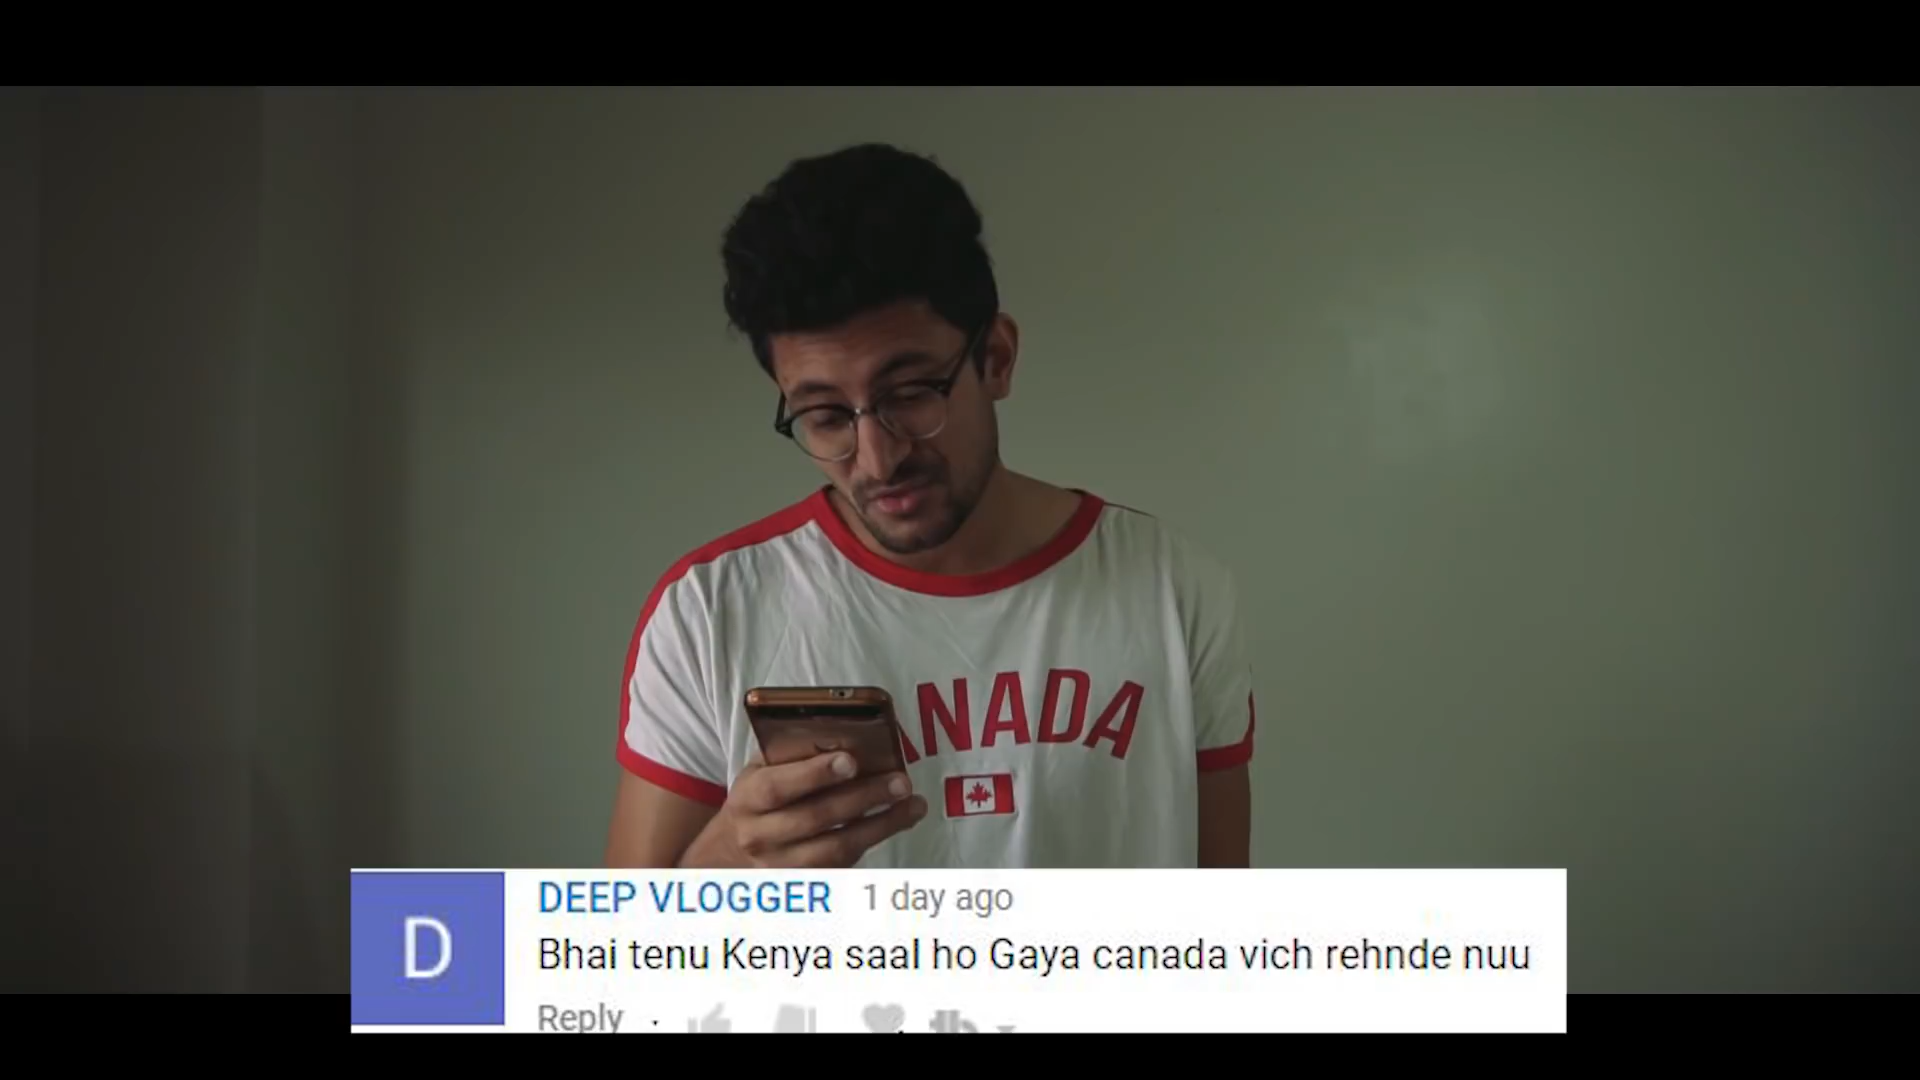 ANADA
D
DEEP VLOGGER 1 day ago
Bhai tenu Kenya saal ho Gaya canada vich rehnde nuu
Reply